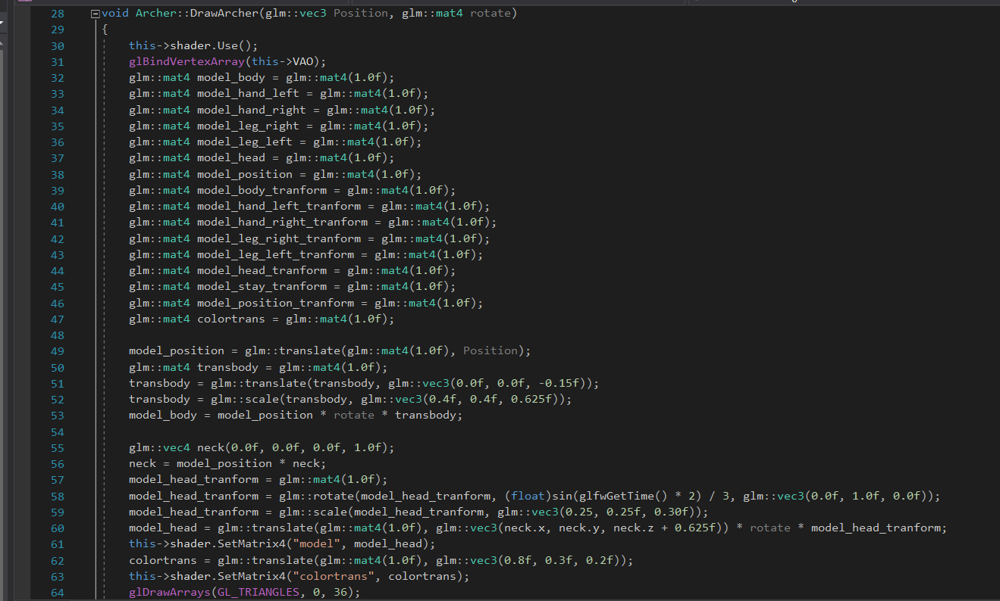 28 void Archer::DrawArcher(glm::vec3 Position, glm::mat4 rotate)
29 {
30 this->shader.Use();
31 glBindVertexArray(this->VAO);
32 glm::mat4 model_body = glm::mat4(1.0f);
33 glm::mat4 model_hand_left = glm::mat4(1.0f);
34 glm::mat4 model_hand_right = glm::mat4(1.0f);
35 glm::mat4 model_leg_right = glm::mat4(1.0f);
36 glm::mat4 model_leg_left = glm::mat4(1.0f);
37 glm::mat4 model_head = glm::mat4(1.0f);
38 glm::mat4 model_position = glm::mat4(1.0f);
39 glm::mat4 model_body_tranform = glm::mat4(1.0f);
40 glm::mat4 model_hand_left_tranform = glm::mat4(1.0f);
41 glm::mat4 model_hand_right_tranform = glm::mat4(1.0f);
42 glm::mat4 model_leg_right_tranform = glm::mat4(1.0f);
43 glm::mat4 model_leg_left_tranform = glm::mat4(1.0f);
44 glm::mat4 model_head_tranform = glm::mat4(1.0f);
45 glm::mat4 model_stay_tranform = glm::mat4(1.0f);
46 glm::mat4 model_position_tranform = glm::mat4(1.0f);
47 glm::mat4 colortrans = glm::mat4(1.0f);
48
49 model_position = glm::translate(glm::mat4(1.0f), Position);
50 glm::mat4 transbody = glm::mat4(1.0f);
51 transbody = glm::translate(transbody, glm::vec3(0.0f, 0.0f, -0.15f));
52 transbody = glm::scale(transbody, glm::vec3(0.4f, 0.4f, 0.625f));
53 model_body = model_position * rotate * transbody;
54
55 glm::vec4 neck(0.0f, 0.0f, 0.0f, 1.0f);
56 neck = model_position * neck;
57 model_head_tranform = glm::mat4(1.0f);
58 model_head_tranform = glm::rotate(model_head_tranform, (float)sin(glfwGetTime() * 2) / 3, glm::vec3(0.0f, 1.0f, 0.0f));
59 model_head_tranform = glm::scale(model_head_tranform, glm::vec3(0.25, 0.25f, 0.30f));
60 model_head = glm::translate(glm::mat4(1.0f), glm::vec3(neck.x, neck.y, neck.z + 0.625f)) * rotate * model_head_tranform;
61 this->shader.SetMatrix4("model", model_head);
62 colortrans = glm::translate(glm::mat4(1.0f), glm::vec3(0.8f, 0.3f, 0.2f));
63 this->shader.SetMatrix4("colortrans", colortrans);
64 glDrawArrays(GL_TRIANGLES, 0, 36);